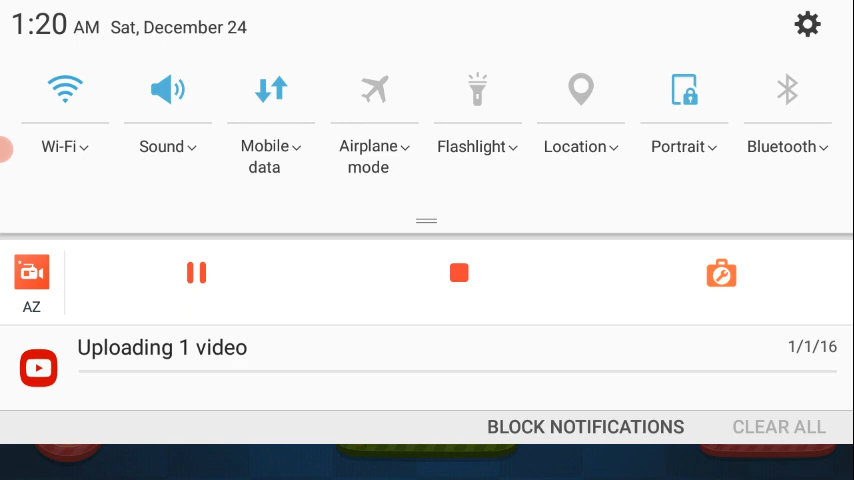 1:20 AM Sat, December 24
Wi-Fi
Sound
Mobile
data
Airplane
mode
Flashlight
Location
Portrait
Bluetooth
AZ
Uploading 1 video
1/1/16
BLOCK NOTIFICATIONS
CLEAR ALL